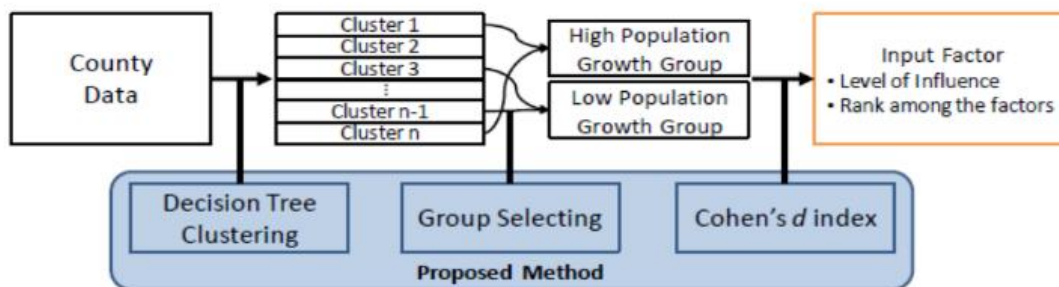 County
Data
Cluster 1
Cluster 2
Cluster 3
⋮
Cluster n-1
Cluster n
High Population
Growth Group
Low Population
Growth Group
Input Factor
• Level of Influence
• Rank among the factors
Decision Tree
Clustering
Group Selecting
Cohen's d index
Proposed Method